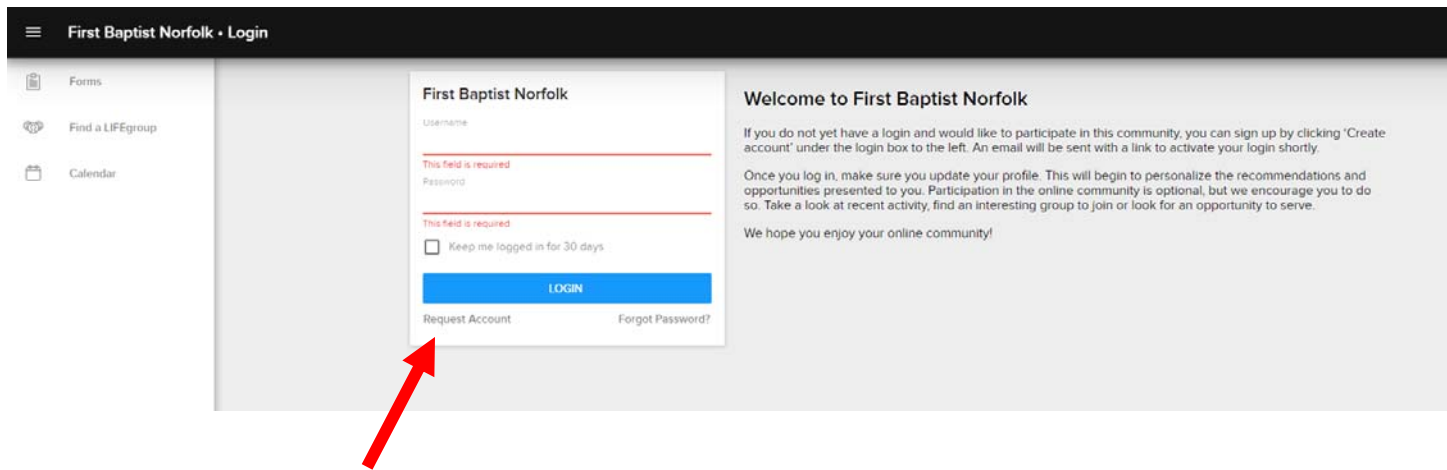 First Baptist Norfolk • Login
Forms
Find a LIFEgroup
Calendar
First Baptist Norfolk
Username
This field is required
Password
This field is required
Keep me logged in for 30 days
LOGIN
Request Account Forgot Password?
Welcome to First Baptist Norfolk
If you do not yet have a login and would like to participate in this community, you can sign up by clicking 'Create
account' under the login box to the left. An email will be sent with a link to activate your login shortly.
Once you log in, make sure you update your profile. This will begin to personalize the recommendations and
opportunities presented to you. Participation in the online community is optional, but we encourage you to do
so. Take a look at recent activity, find an interesting group to join or look for an opportunity to serve.
We hope you enjoy your online community!